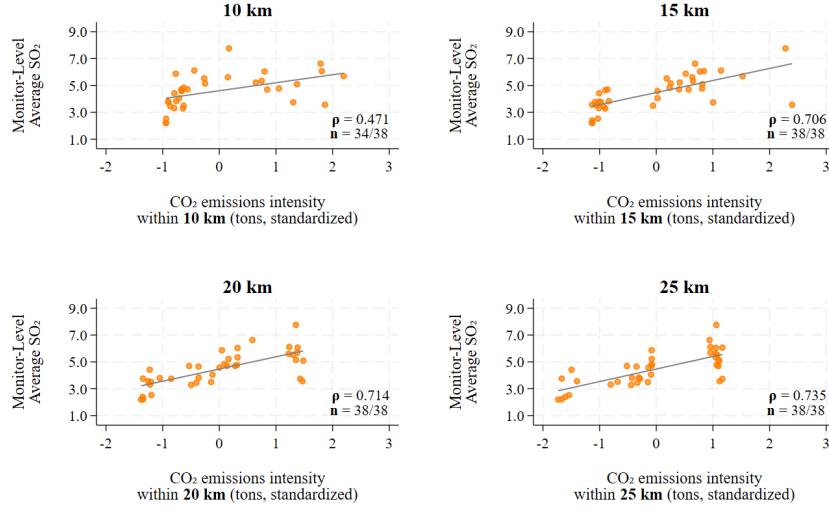 10 km
Monitor-Level
Average SO₂
9.0
7.0
5.0
3.0
1.0
ρ = 0.471
n = 34/38
-2
-1
0
1
2
3
CO₂ emissions intensity
within 10 km (tons, standardized)
15 km
Monitor-Level
Average SO₂
9.0
7.0
5.0
3.0
1.0
ρ = 0.706
n = 38/38
-2
-1
0
1
2
3
CO₂ emissions intensity
within 15 km (tons, standardized)
20 km
Monitor-Level
Average SO₂
9.0
7.0
5.0
3.0
1.0
ρ = 0.714
n = 38/38
-2
-1
0
1
2
3
CO₂ emissions intensity
within 20 km (tons, standardized)
25 km
Monitor-Level
Average SO₂
9.0
7.0
5.0
3.0
1.0
ρ = 0.735
n = 38/38
-2
-1
0
1
2
3
CO₂ emissions intensity
within 25 km (tons, standardized)